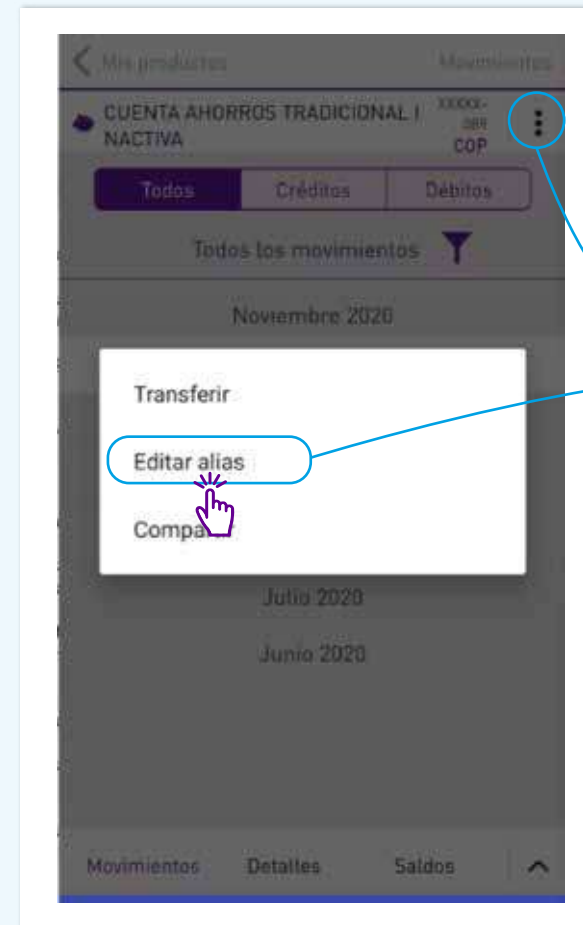 Mis productos Movimientos
CUENTA AHORROS TRADICIONAL I
NACTIVA
XXXXX-
COP
Todos Créditos Débitos
Todos los movimientos
Noviembre 2020
Transferir
Editar alias
Julio 2020
Junio 2020
Movimientos Detalles Saldos